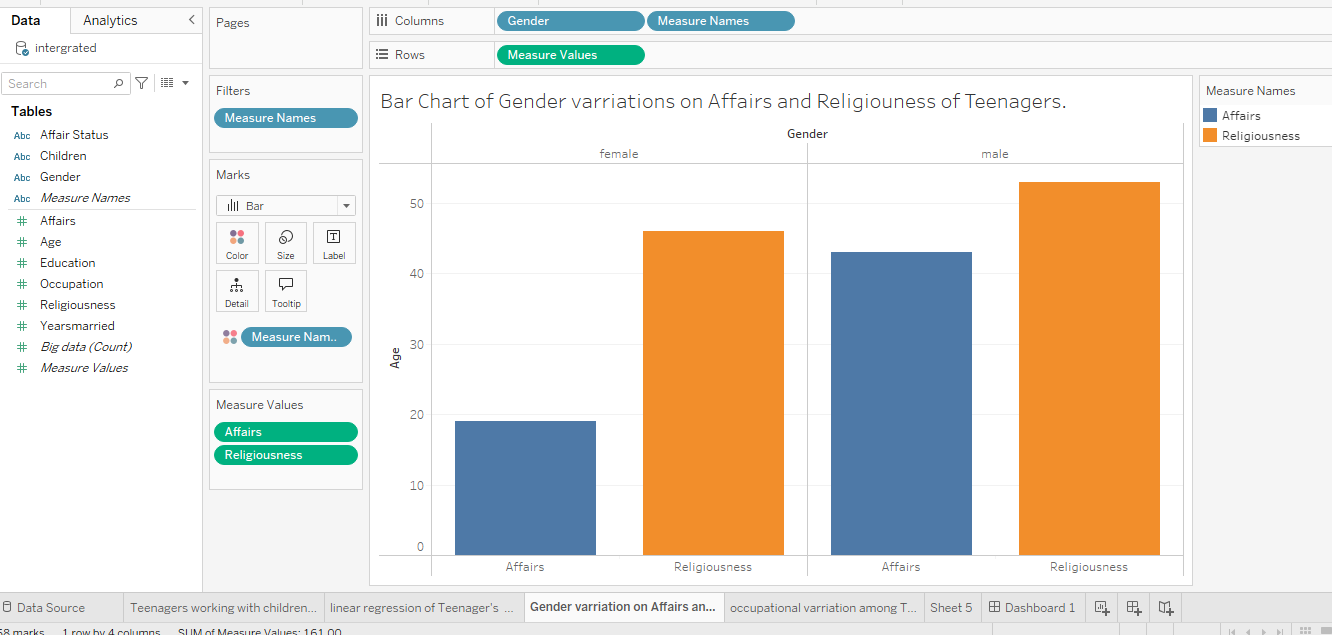 Data
Analytics
intergrated
Search
Tables
Abc Affair Status
Abc Children
Abc Gender
Abc Measure Names
# Affairs
# Age
# Education
# Occupation
# Religiousness
# Yearsmarried
# Big data (Count)
# Measure Values
Pages
Filters
Measure Names
Marks
Bar
Color Size Label
Detail Tooltip
Measure Nam..
Measure Values
Affairs
Religiousness
Columns Gender Measure Names
Rows Measure Values
Bar Chart of Gender varriations on Affairs and Religiouness of Teenagers.
Gender
female male
Age
50
40
30
20
10
0
Affairs Religiousness Affairs Religiousness
Measure Names
Affairs
Religiousness
Data Source Teenagers working with children... linear regression of Teenager's ... Gender varriation on Affairs an... occupational varriation among T... Sheet 5 Dashboard 1
marks 1 row by 4 columns SUM of Measure Values: 161.00